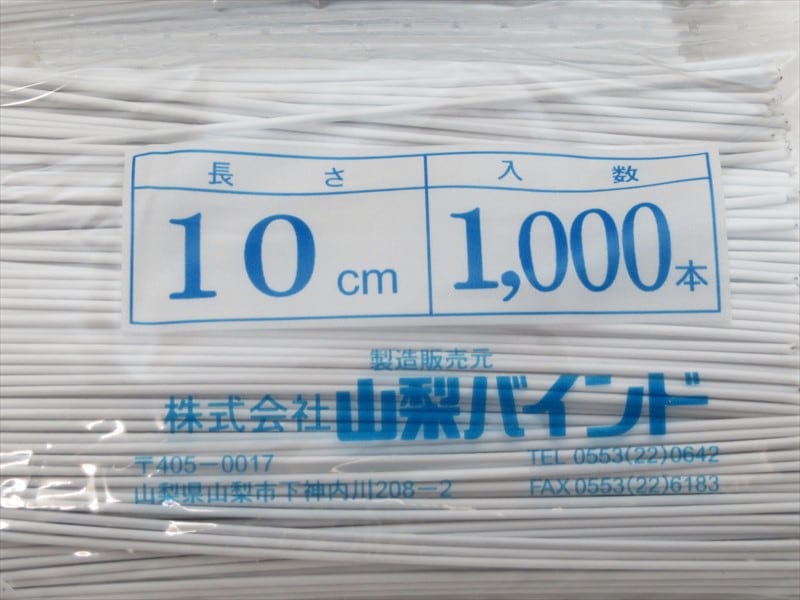 長さ 入数
10cm 1,000本
製造販売元
株式会社山梨バインド
〒405-0017 TEL 0553(22)0642
山梨県山梨市下神内川208-2 FAX 0553(22)6183